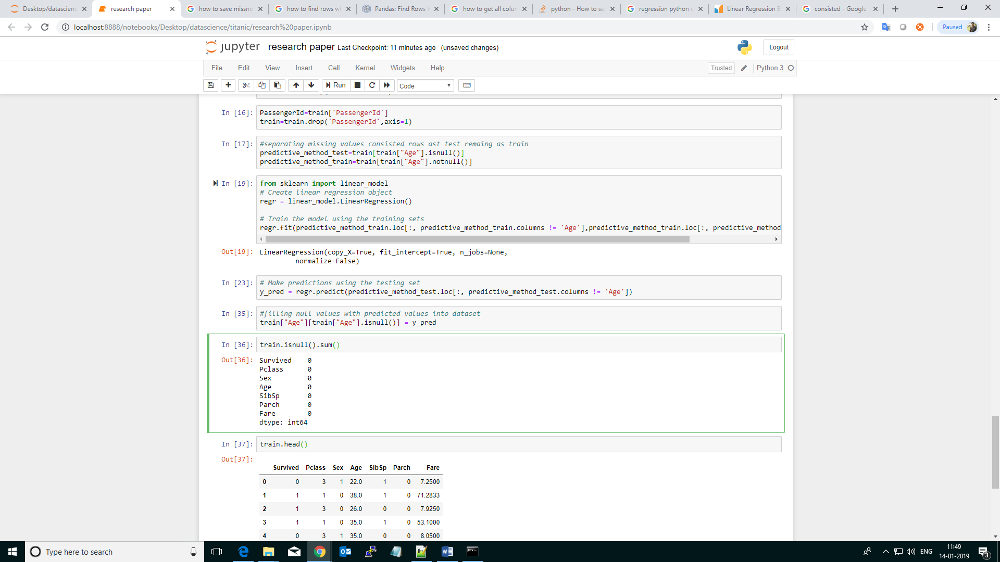 Desktop/datascienc
research paper
how to save missno
how to find rows wi
Pandas: Find Rows
how to get all colum
python - How to sel
regression python c
Linear Regression E
consisted - Google
localhost:8888/notebooks/Desktop/datascience/titanic/research%20paper.ipynb
Paused
jupyter research paper Last Checkpoint: 11 minutes ago (unsaved changes)
Logout
File Edit View Insert Cell Kernel Widgets Help
Trusted Python 3
Run Code
In [16]: PassengerId=train['PassengerId']
train=train.drop('PassengerId',axis=1)
In [17]: #separating missing values consisted rows ast test remaing as train
predictive_method_test=train[train["Age"].isnull()]
predictive_method_train=train[train["Age"].notnull()]
In [19]: from sklearn import linear_model
# Create linear regression object
regr = linear_model.LinearRegression()
# Train the model using the training sets
regr.fit(predictive_method_train.loc[:, predictive_method_train.columns != 'Age'],predictive_method_train.loc[:, predictive_method_
Out[19]: LinearRegression(copy_X=True, fit_intercept=True, n_jobs=None,
normalize=False)
In [23]: # Make predictions using the testing set
y_pred = regr.predict(predictive_method_test.loc[:, predictive_method_test.columns != 'Age'])
In [35]: #filling null values with predicted values into dataset
train["Age"][train["Age"].isnull()] = y_pred
In [36]: train.isnull().sum()
Out[36]: Survived 0
Pclass 0
Sex 0
Age 0
SibSp 0
Parch 0
Fare 0
dtype: int64
In [37]: train.head()
Out[37]:
Survived Pclass Sex Age SibSp Parch Fare
0 0 3 1 22.0 1 0 7.2500
1 1 1 0 38.0 1 0 71.2833
2 1 3 0 26.0 0 0 7.9250
3 1 1 0 35.0 1 0 53.1000
4 0 3 1 35.0 0 0 8.0500
Type here to search
ENG
11:49
14-01-2019
3